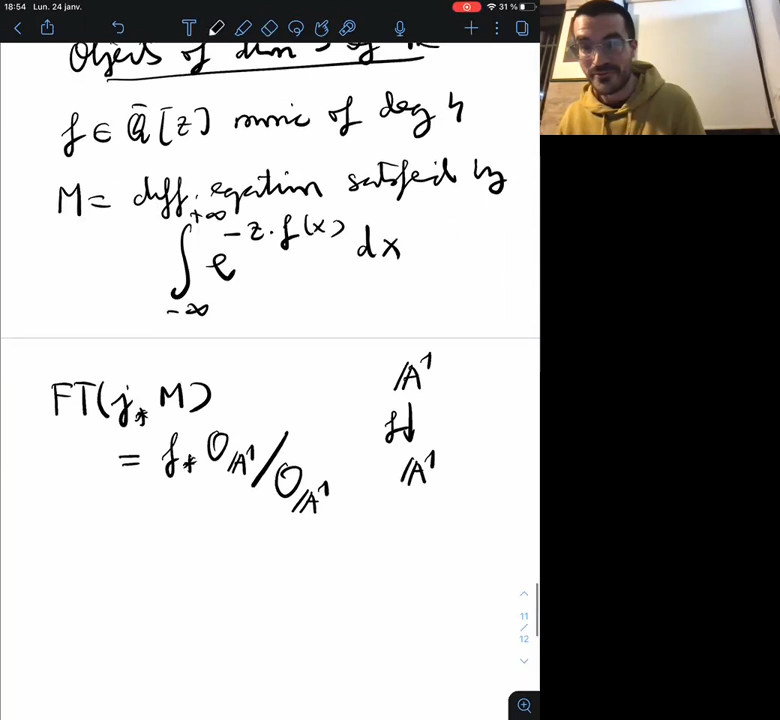 18:54 Lun. 24 janv. 31 %
Objects of dim 3 of
f ∈ Q̄[z] monic of deg 4
M = diff. equation satisfied by
∫_{-∞}^{+∞} e^{-z·f(x)} dx
FT(j_* M)
= f_* O_{A^1} / O_{A^1}
A^1
f↓
A^1
11
/
12